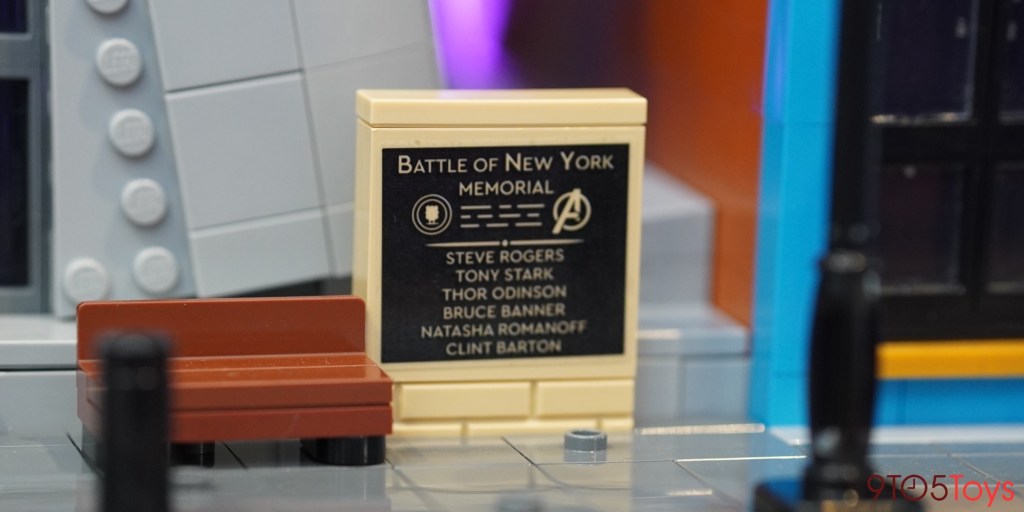 BATTLE OF NEW YORK
MEMORIAL
STEVE ROGERS
TONY STARK
THOR ODINSON
BRUCE BANNER
NATASHA ROMANOFF
CLINT BARTON
9TO5Toys